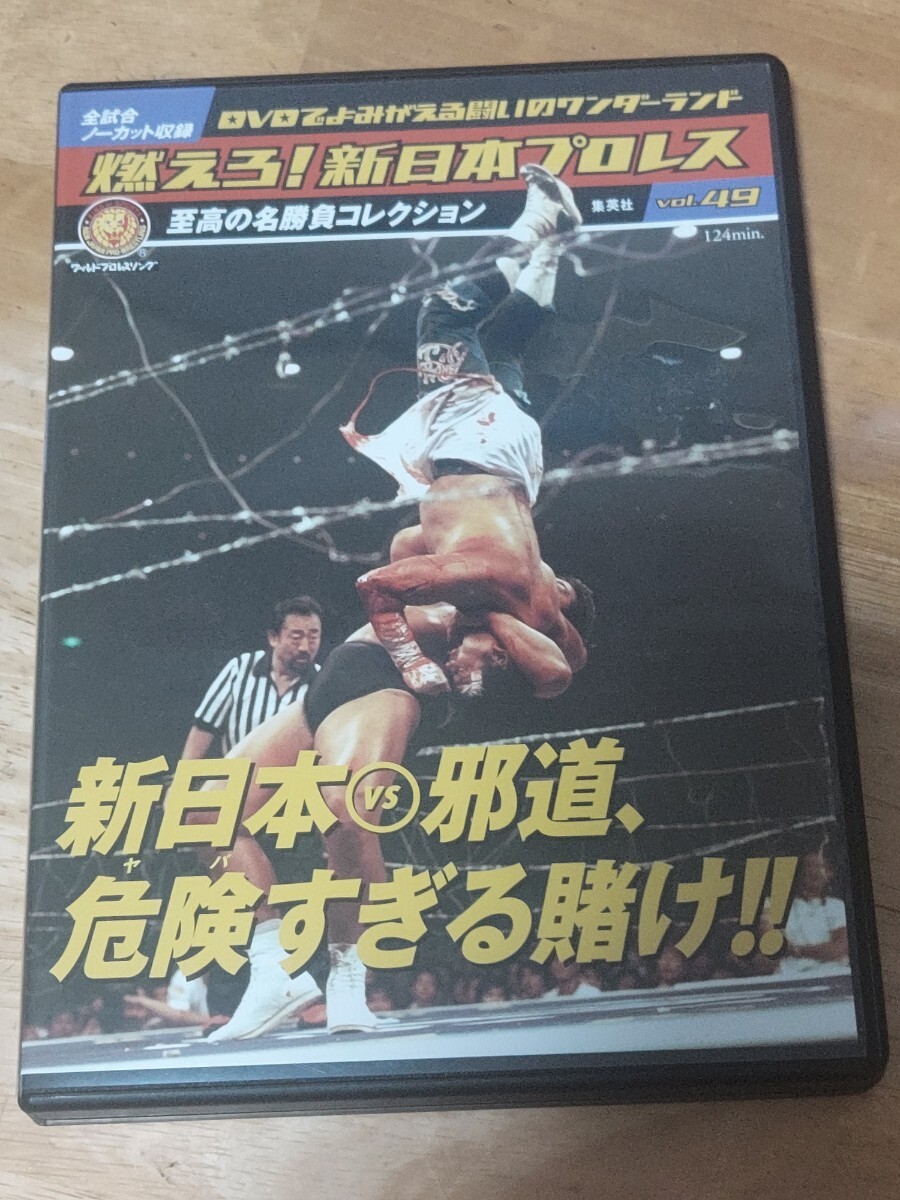 全試合
ノーカット収録
DVDでよみがえる闘いのワンダーランド
燃えろ!新日本プロレス
至高の名勝負コレクション
集英社
vol.49
124min.
ワールドプロレスリング
新日本vs邪道、
ヤバ
危険すぎる賭け!!